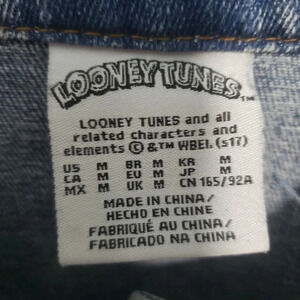 LOONEY TUNES™
LOONEY TUNES and all
related characters and
elements © &™ WBEI. (s17)
US M BR M KR M
CA M EU M JP M
MX M UK M CN 165/92A
MADE IN CHINA/
HECHO EN CHINE
FABRIQUÉ AU CHINA/
FABRICADO NA CHINA